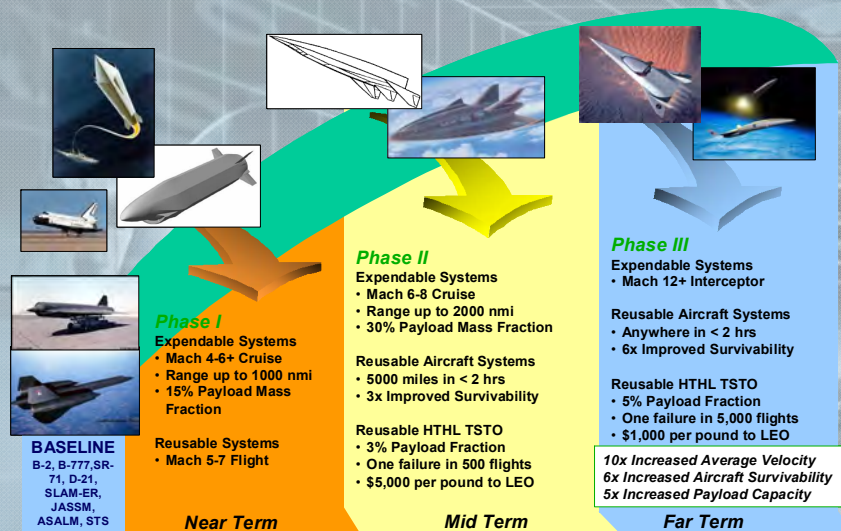 BASELINE
B-2, B-777,SR-
71, D-21,
SLAM-ER,
JASSM,
ASALM, STS
Phase I
Expendable Systems
• Mach 4-6+ Cruise
• Range up to 1000 nmi
• 15% Payload Mass
Fraction
Reusable Systems
• Mach 5-7 Flight
Near Term
Phase II
Expendable Systems
• Mach 6-8 Cruise
• Range up to 2000 nmi
• 30% Payload Mass Fraction
Reusable Aircraft Systems
• 5000 miles in < 2 hrs
• 3x Improved Survivability
Reusable HTHL TSTO
• 3% Payload Fraction
• One failure in 500 flights
• $5,000 per pound to LEO
Mid Term
Phase III
Expendable Systems
• Mach 12+ Interceptor
Reusable Aircraft Systems
• Anywhere in < 2 hrs
• 6x Improved Survivability
Reusable HTHL TSTO
• 5% Payload Fraction
• One failure in 5,000 flights
• $1,000 per pound to LEO
10x Increased Average Velocity
6x Increased Aircraft Survivability
5x Increased Payload Capacity
Far Term